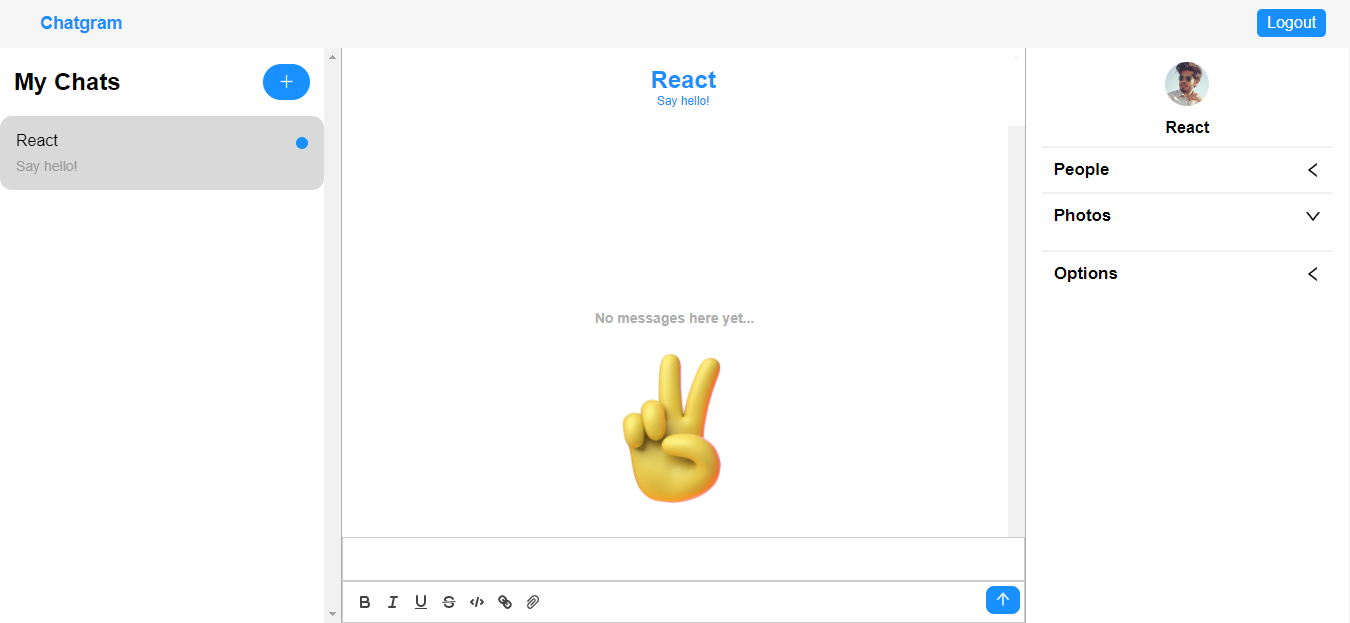 Chatgram
Logout
My Chats
React
Say hello!
React
Say hello!
No messages here yet...
B I U S </>
React
People
Photos
Options